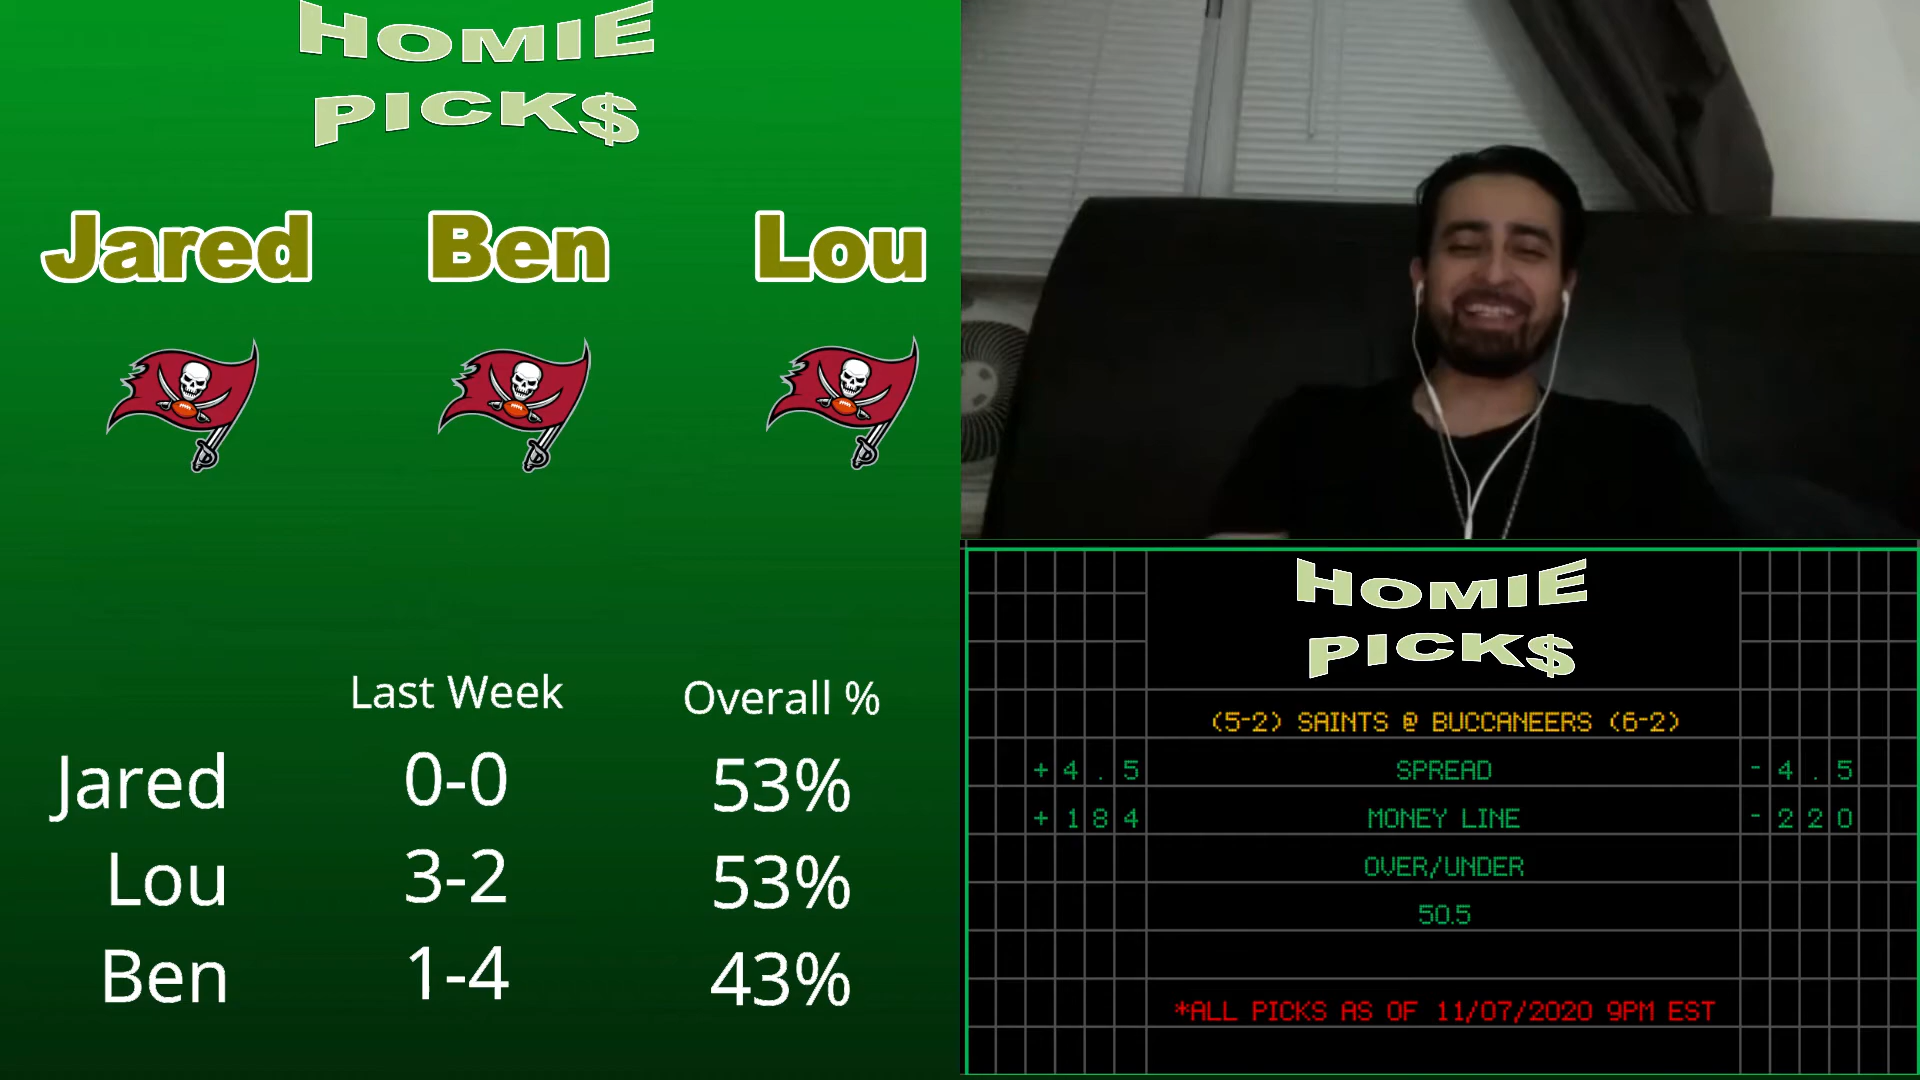 HOMIE
PICK$
Jared Ben Lou
Last Week Overall %
Jared 0-0 53%
Lou 3-2 53%
Ben 1-4 43%
HOMIE
PICK$
(5-2) SAINTS @ BUCCANEERS (6-2)
+4.5 SPREAD -4.5
+184 MONEY LINE -220
OVER/UNDER
50.5
*ALL PICKS AS OF 11/07/2020 9PM EST